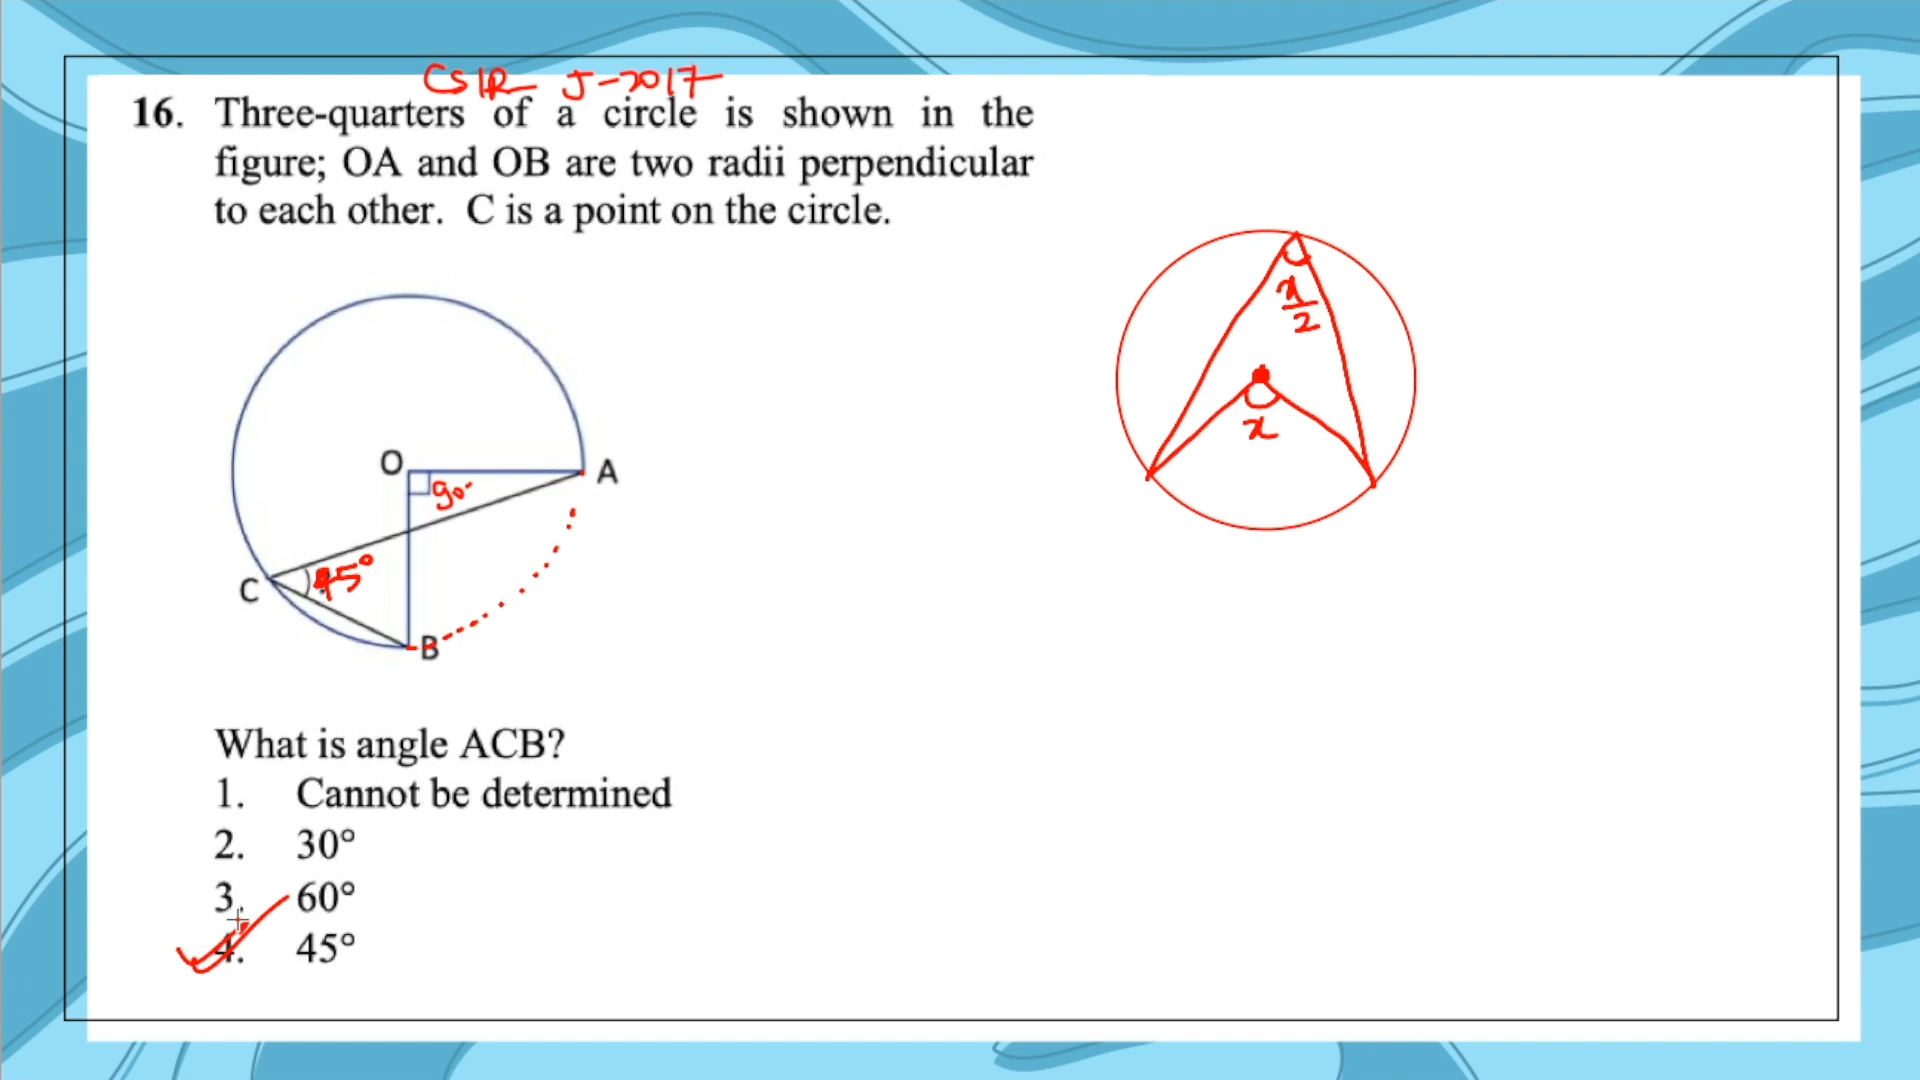 CSIR J-2017
16. Three-quarters of a circle is shown in the
figure; OA and OB are two radii perpendicular
to each other. C is a point on the circle.
x/2
O
A
90°
x
C
45°
B
What is angle ACB?
1. Cannot be determined
2. 30°
3. 60°
4. 45°